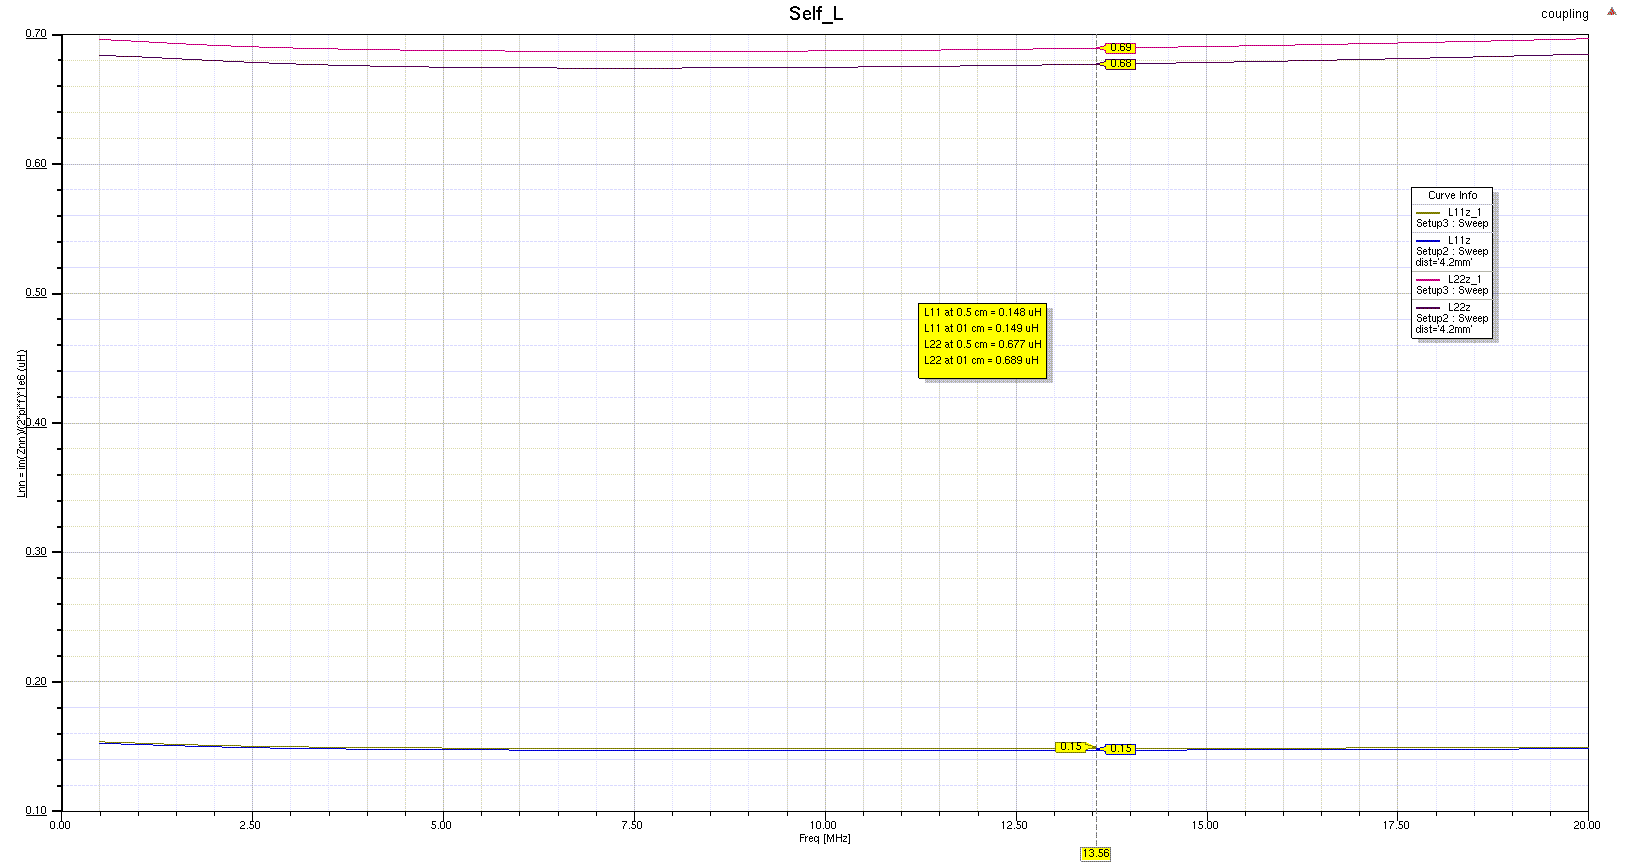 Self_L
coupling
0.70
0.69
0.68
0.60
Curve Info
L11z_1
Setup3 : Sweep
L11z
Setup2 : Sweep
dist='4.2mm'
L22z_1
Setup3 : Sweep
L22z
Setup2 : Sweep
dist='4.2mm'
0.50
L11 at 0.5 cm = 0.148 uH
L11 at 01 cm = 0.149 uH
L22 at 0.5 cm = 0.677 uH
L22 at 01 cm = 0.689 uH
Lnn = im(Znn)/(2*pi*f)*1e6 (uH)
0.40
0.30
0.20
0.15
0.15
0.10
0.00 2.50 5.00 7.50 10.00 12.50 15.00 17.50 20.00
Freq [MHz]
13.56